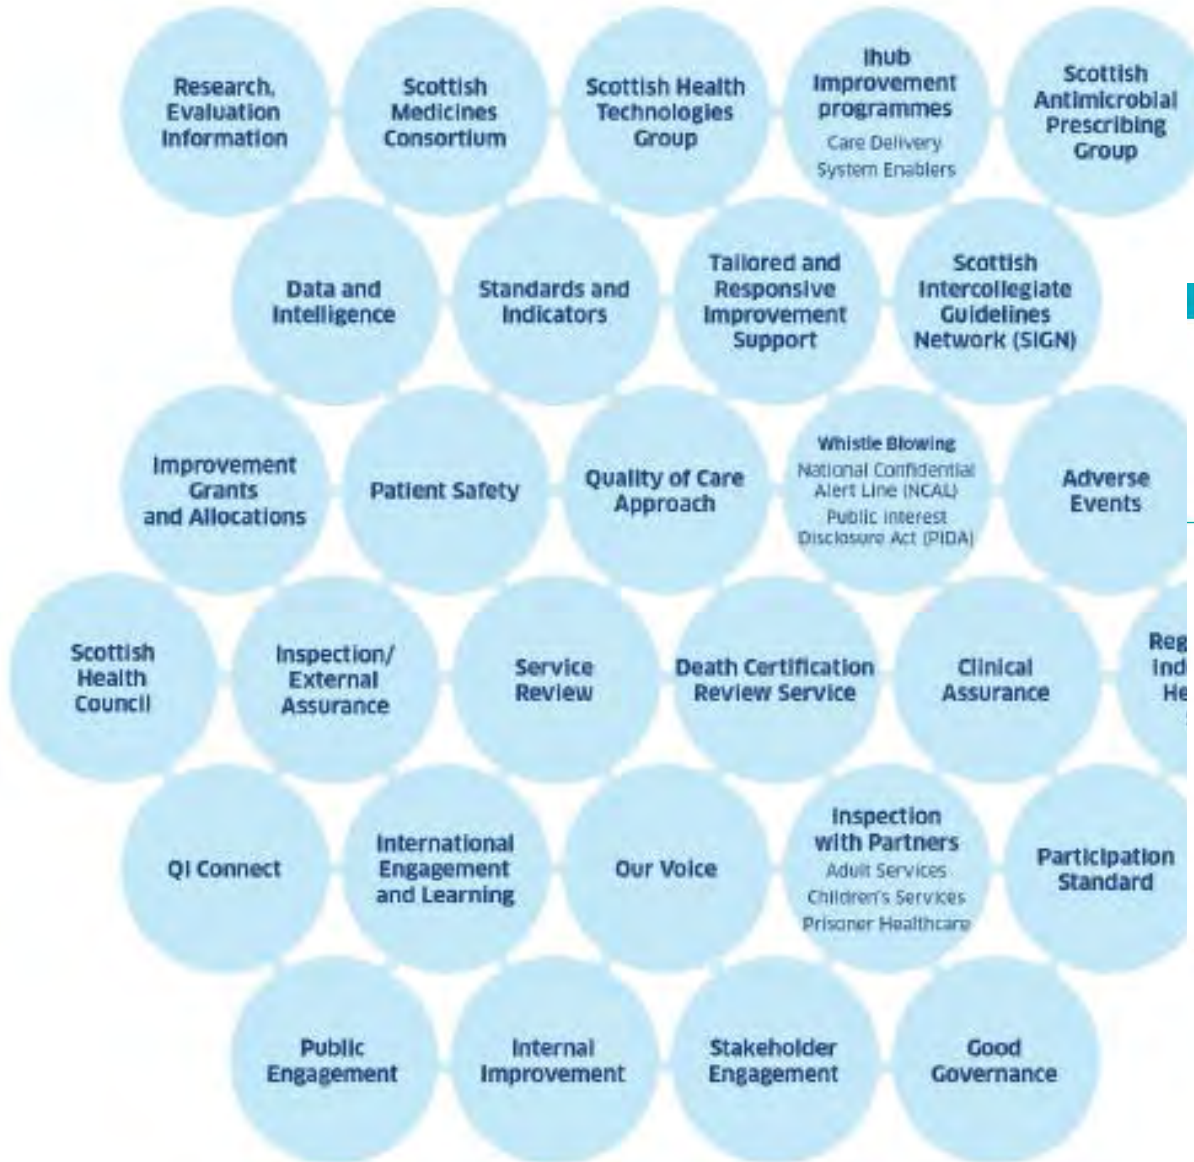 Research,
Evaluation
Information
Scottish
Medicines
Consortium
Scottish Health
Technologies
Group
Ihub
Improvement
programmes
Care Delivery
System Enablers
Scottish
Antimicrobial
Prescribing
Group
Data and
Intelligence
Standards and
Indicators
Tailored and
Responsive
Improvement
Support
Scottish
Intercollegiate
Guidelines
Network (SIGN)
Improvement
Grants
and Allocations
Patient Safety
Quality of Care
Approach
Whistle Blowing
National Confidential
Alert Line (NCAL)
Public Interest
Disclosure Act (PIDA)
Adverse
Events
Scottish
Health
Council
Inspection/
External
Assurance
Service
Review
Death Certification
Review Service
Clinical
Assurance
QI Connect
International
Engagement
and Learning
Our Voice
Inspection
with Partners
Adult Services
Children's Services
Prisoner Healthcare
Participation
Standard
Public
Engagement
Internal
Improvement
Stakeholder
Engagement
Good
Governance